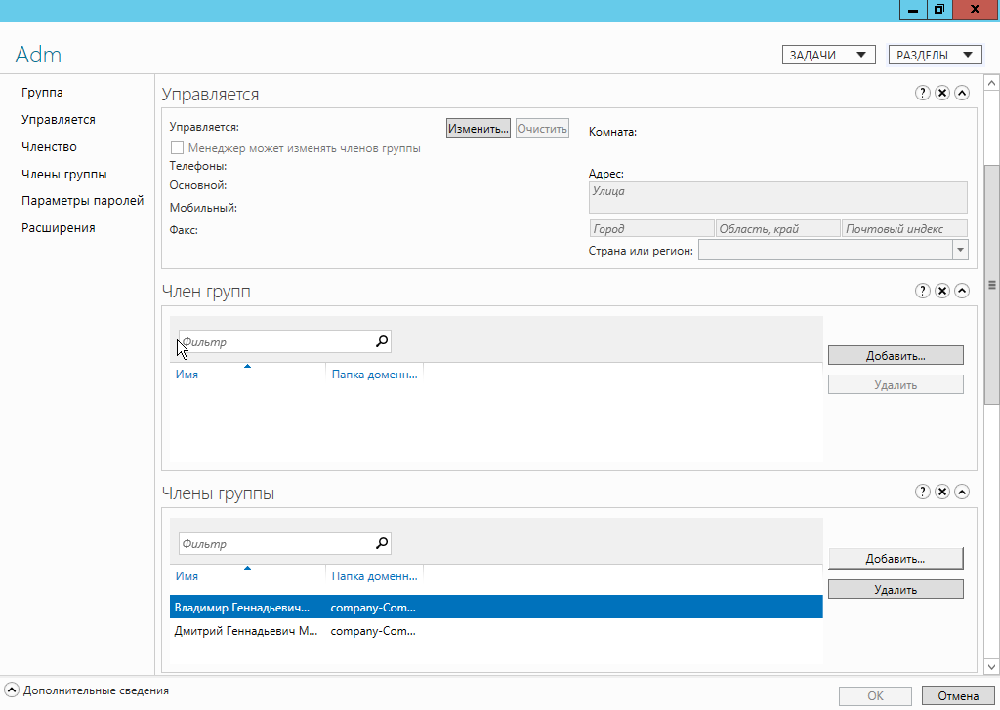 Adm
ЗАДАЧИ
РАЗДЕЛЫ
Группа
Управляется
Членство
Члены группы
Параметры паролей
Расширения
Управляется
Управляется:
Изменить...
Очистить
Комната:
Менеджер может изменять членов группы
Телефоны:
Основной:
Мобильный:
Факс:
Адрес:
Улица
Город
Область, край
Почтовый индекс
Страна или регион:
Член групп
Фильтр
Имя
Папка доменн...
Добавить...
Удалить
Члены группы
Фильтр
Имя
Папка доменн...
Владимир Геннадьевич...
company-Com...
Дмитрий Геннадьевич М...
company-Com...
Добавить...
Удалить
Дополнительные сведения
OK
Отмена